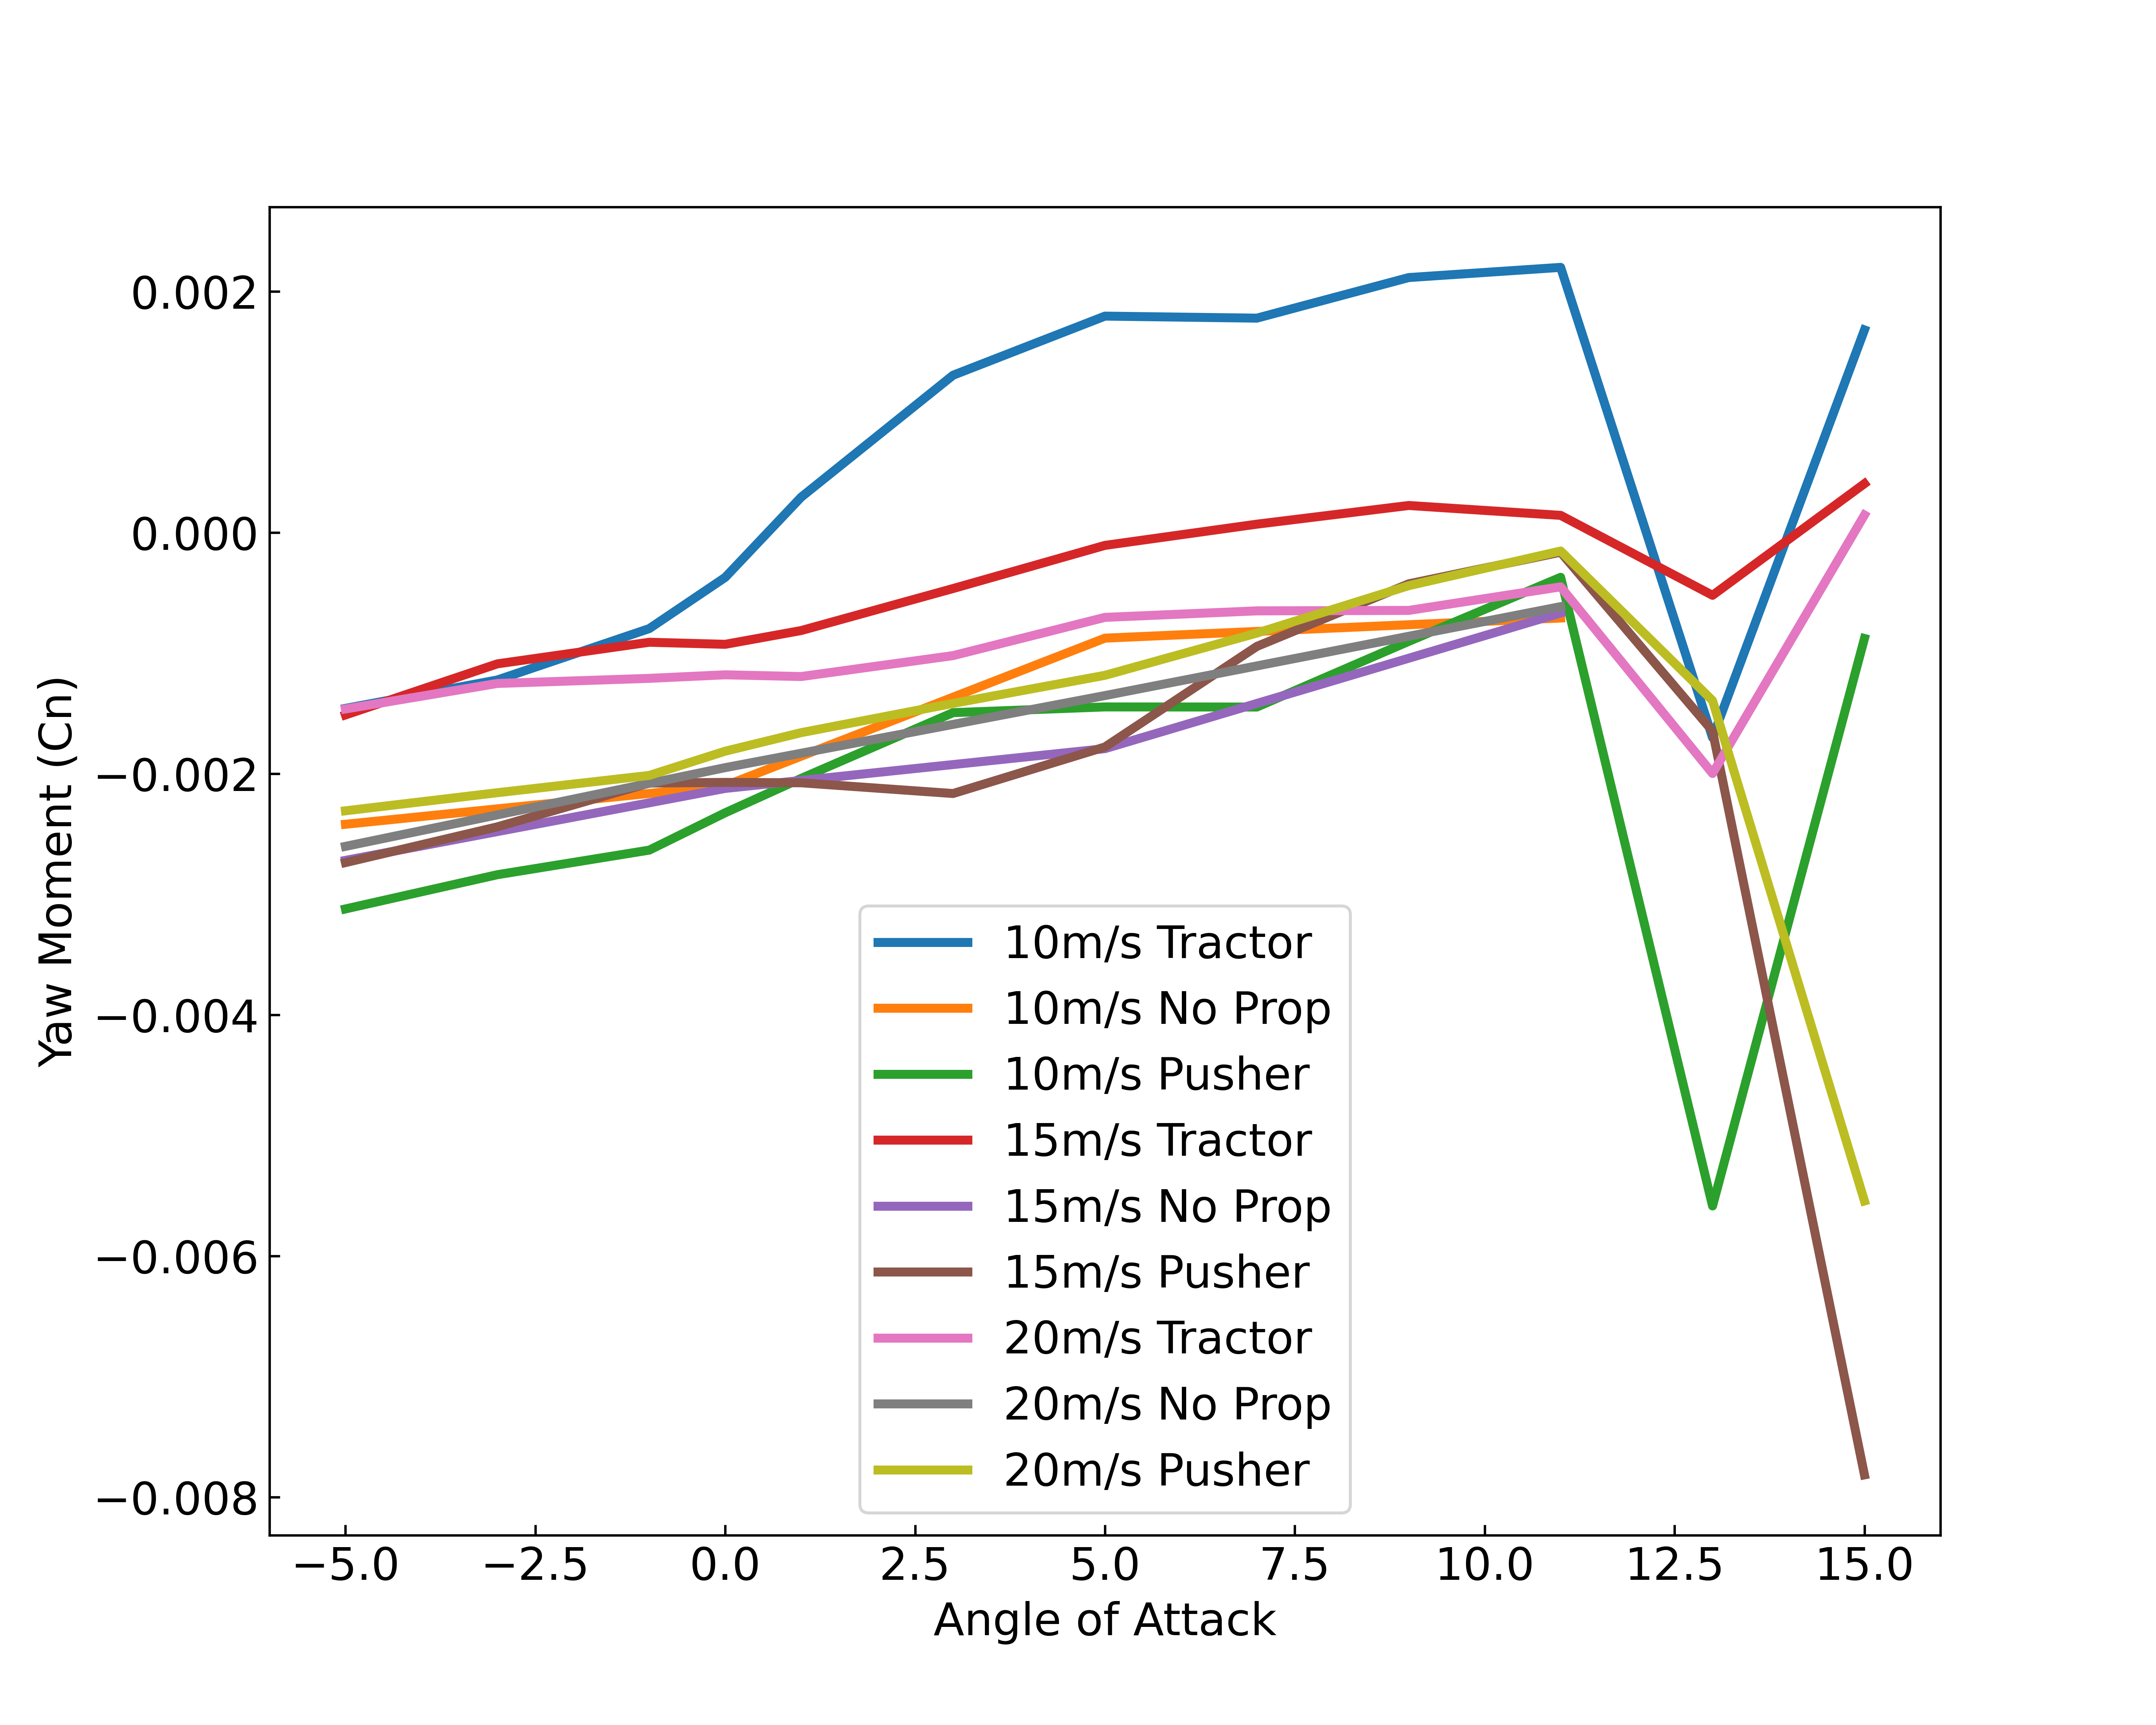 0.002
0.000
−0.002
−0.004
−0.006
−0.008
Yaw Moment (Cn)
10m/s Tractor
10m/s No Prop
10m/s Pusher
15m/s Tractor
15m/s No Prop
15m/s Pusher
20m/s Tractor
20m/s No Prop
20m/s Pusher
−5.0 −2.5 0.0 2.5 5.0 7.5 10.0 12.5 15.0
Angle of Attack